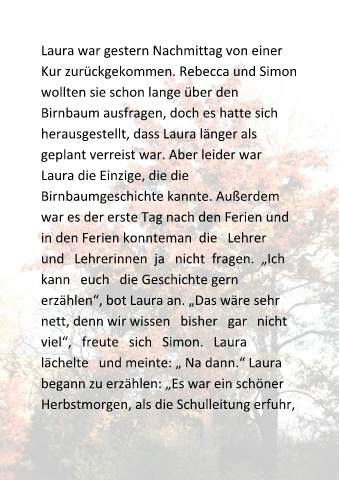 Laura war gestern Nachmittag von einer
Kur zurückgekommen. Rebecca und Simon
wollten sie schon lange über den
Birnbaum ausfragen, doch es hatte sich
herausgestellt, dass Laura länger als
geplant verreist war. Aber leider war
Laura die Einzige, die die
Birnbaumgeschichte kannte. Außerdem
war es der erste Tag nach den Ferien und
in den Ferien konnteman die Lehrer
und Lehrerinnen ja nicht fragen. „Ich
kann euch die Geschichte gern
erzählen“, bot Laura an. „Das wäre sehr
nett, denn wir wissen bisher gar nicht
viel“, freute sich Simon. Laura
lächelte und meinte: „ Na dann.“ Laura
begann zu erzählen: „Es war ein schöner
Herbstmorgen, als die Schulleitung erfuhr,